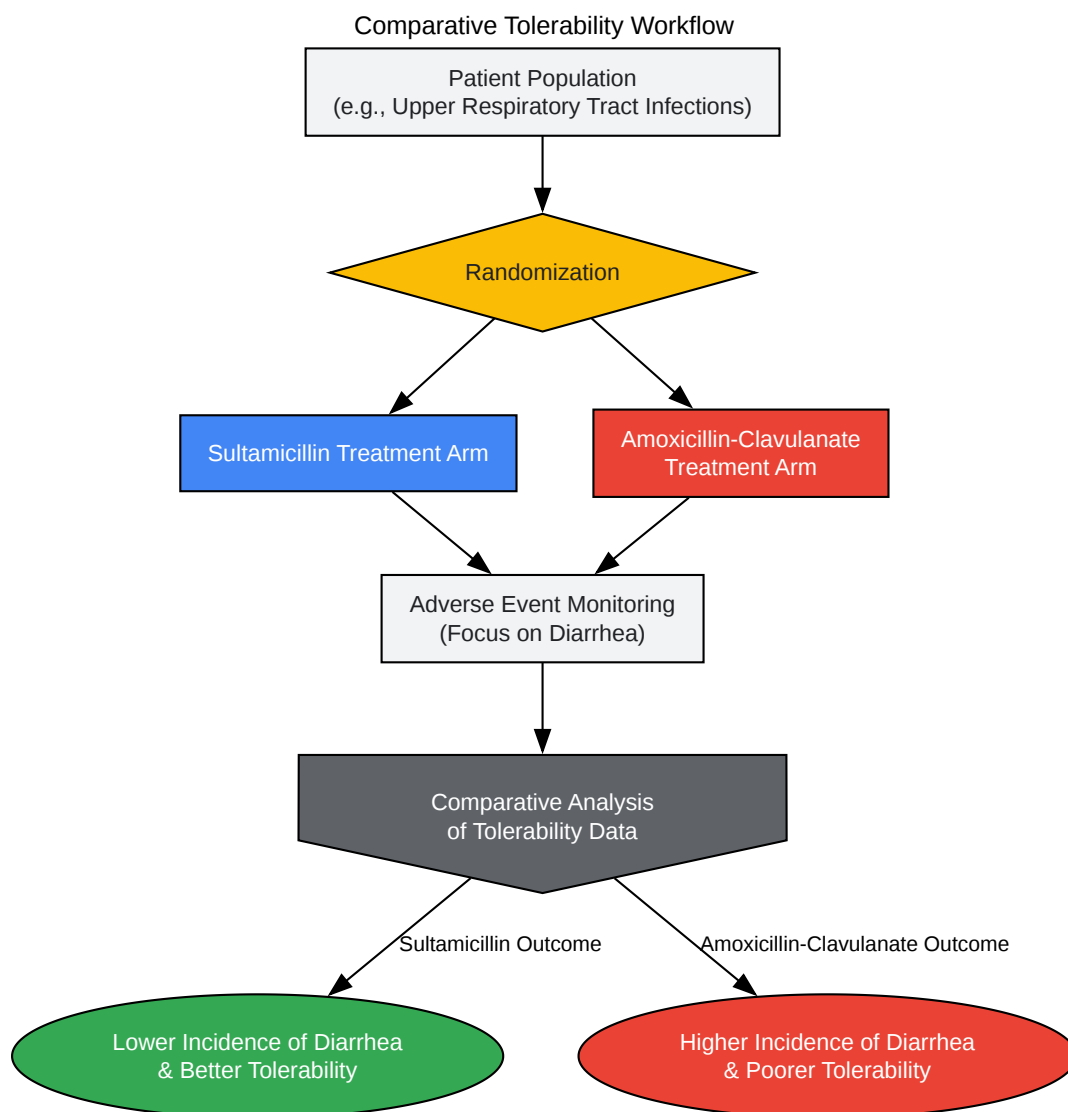 Comparative Tolerability Workflow
Patient Population
(e.g., Upper Respiratory Tract Infections)
Randomization
Sultamicillin Treatment Arm
Amoxicillin-Clavulanate
Treatment Arm
Adverse Event Monitoring
(Focus on Diarrhea)
Comparative Analysis
of Tolerability Data
Sultamicillin Outcome
Amoxicillin-Clavulanate Outcome
Lower Incidence of Diarrhea
& Better Tolerability
Higher Incidence of Diarrhea
& Poorer Tolerability